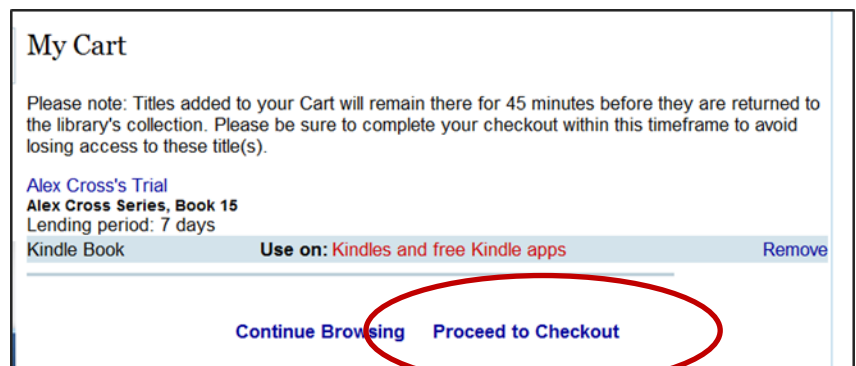 My Cart
Please note: Titles added to your Cart will remain there for 45 minutes before they are returned to
the library's collection. Please be sure to complete your checkout within this timeframe to avoid
losing access to these title(s).
Alex Cross's Trial
Alex Cross Series, Book 15
Lending period: 7 days
Kindle Book Use on: Kindles and free Kindle apps Remove
Continue Browsing Proceed to Checkout